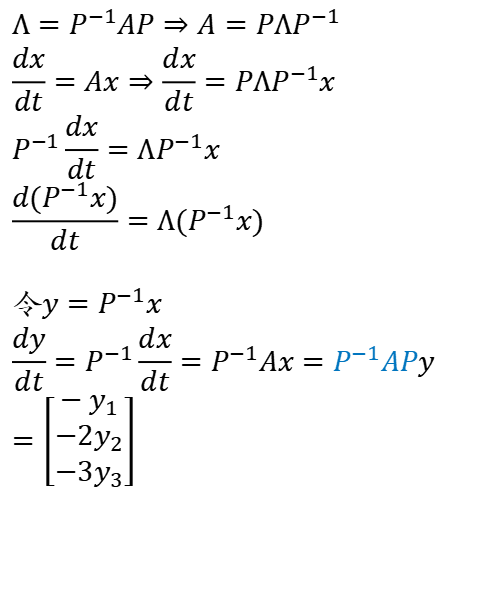 Λ = P⁻¹AP ⇒ A = PΛP⁻¹
dx/dt = Ax ⇒ dx/dt = PΛP⁻¹x
P⁻¹ dx/dt = ΛP⁻¹x
d(P⁻¹x)/dt = Λ(P⁻¹x)
令y = P⁻¹x
dy/dt = P⁻¹ dx/dt = P⁻¹Ax = P⁻¹APy
= [− y₁
−2y₂
−3y₃]